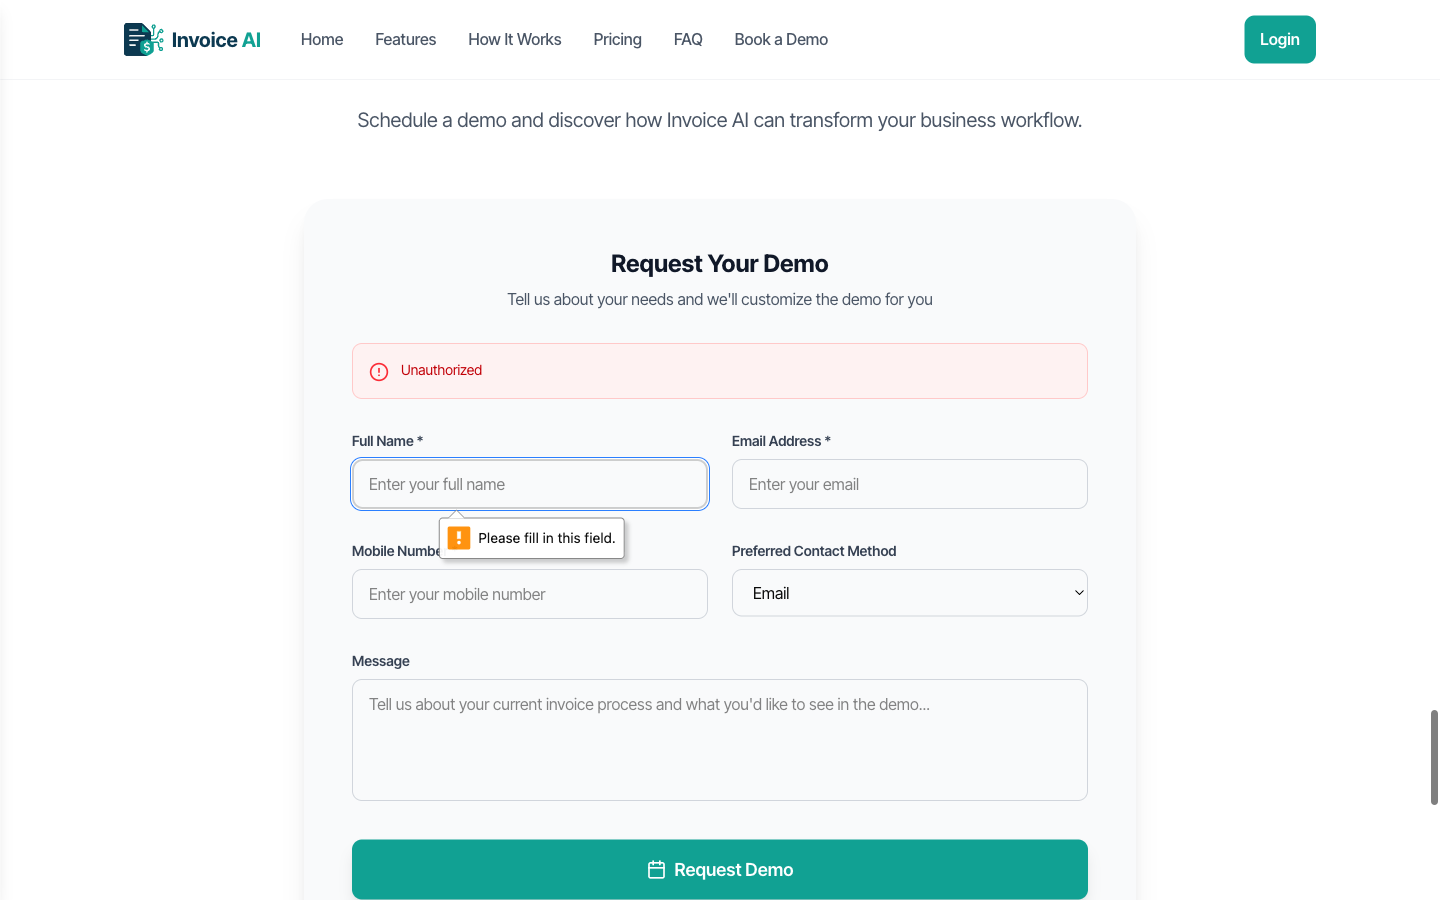 Invoice AI
Home
Features
How It Works
Pricing
FAQ
Book a Demo
Login
Schedule a demo and discover how Invoice AI can transform your business workflow.
Request Your Demo
Tell us about your needs and we'll customize the demo for you
Unauthorized
Full Name *
Email Address *
Enter your full name
Enter your email
Please fill in this field.
Preferred Contact Method
Enter your mobile number
Email
Message
Tell us about your current invoice process and what you'd like to see in the demo...
Request Demo